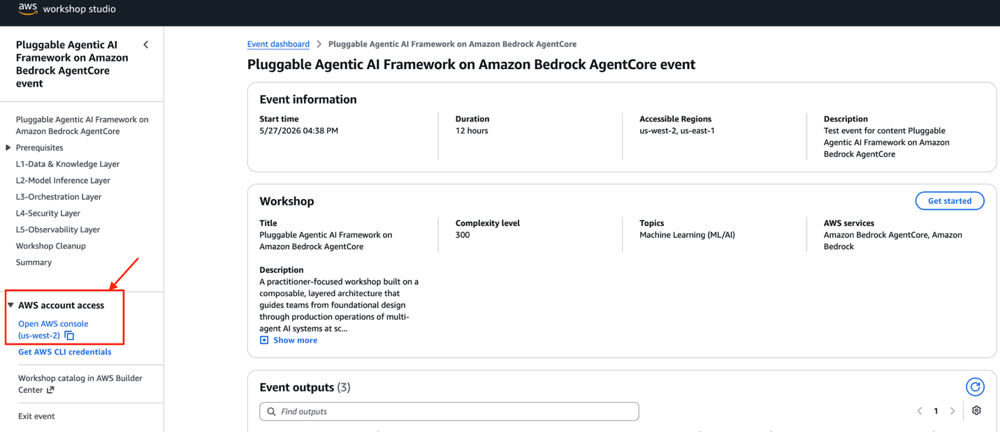 aws workshop studio
Pluggable Agentic AI
Framework on Amazon
Bedrock AgentCore
event
Pluggable Agentic AI Framework on
Amazon Bedrock AgentCore
Prerequisites
L1-Data & Knowledge Layer
L2-Model Inference Layer
L3-Orchestration Layer
L4-Security Layer
L5-Observability Layer
Workshop Cleanup
Summary
AWS account access
Open AWS console
(us-west-2)
Get AWS CLI credentials
Workshop catalog in AWS Builder
Center
Exit event
Event dashboard > Pluggable Agentic AI Framework on Amazon Bedrock AgentCore
Pluggable Agentic AI Framework on Amazon Bedrock AgentCore event
Event information
Start time
5/27/2026 04:38 PM
Duration
12 hours
Accessible Regions
us-west-2, us-east-1
Description
Test event for content Pluggable
Agentic AI Framework on Amazon
Bedrock AgentCore
Workshop
Get started
Title
Pluggable Agentic AI Framework on
Amazon Bedrock AgentCore
Complexity level
300
Topics
Machine Learning (ML/AI)
AWS services
Amazon Bedrock AgentCore, Amazon
Bedrock
Description
A practitioner-focused workshop built on a
composable, layered architecture that
guides teams from foundational design
through production operations of multi-
agent AI systems at sc...
Show more
Event outputs (3)
Find outputs
1